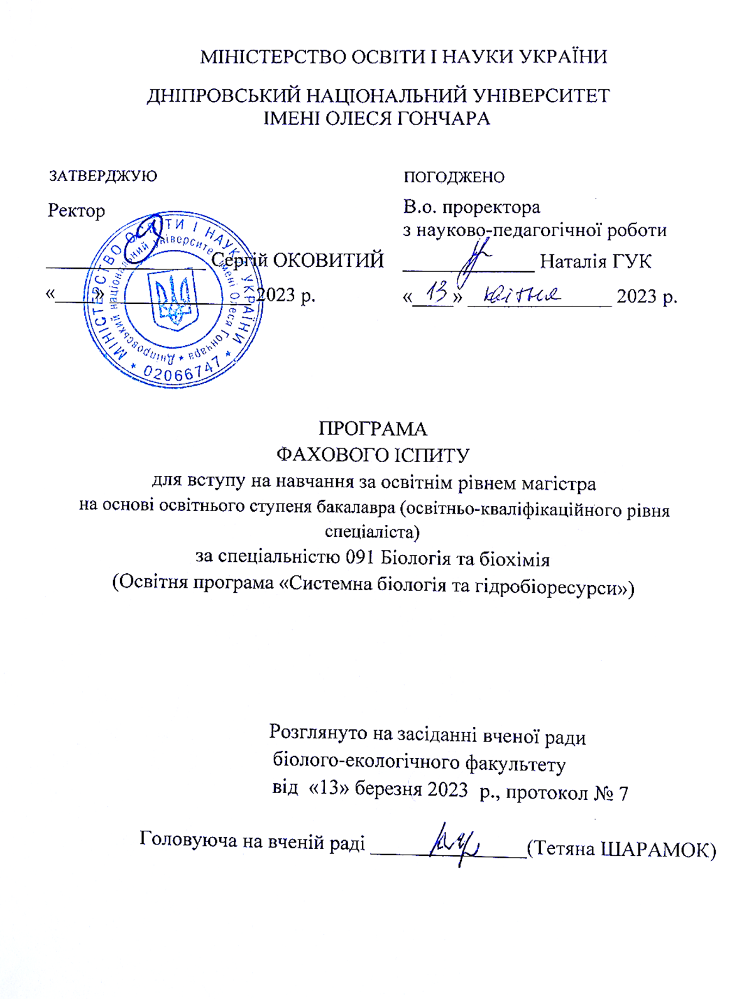 МІНІСТЕРСТВО ОСВІТИ І НАУКИ УКРАЇНИ
ДНІПРОВСЬКИЙ НАЦІОНАЛЬНИЙ УНІВЕРСИТЕТ
ІМЕНІ ОЛЕСЯ ГОНЧАРА
ЗАТВЕРДЖУЮ
Ректор
Сергій ОКОВИТИЙ
«____» ________________ 2023 р.
МІНІСТЕРСТВО ОСВІТИ І НАУКИ УКРАЇНИ * 02066747 *
Дніпровський національний університет імені Олеся Гончара *
ПОГОДЖЕНО
В.о. проректора
з науково-педагогічної роботи
______________ Наталія ГУК
« 13 » квітня 2023 р.
ПРОГРАМА
ФАХОВОГО ІСПИТУ
для вступу на навчання за освітнім рівнем магістра
на основі освітнього ступеня бакалавра (освітньо-кваліфікаційного рівня
спеціаліста)
за спеціальністю 091 Біологія та біохімія
(Освітня програма «Системна біологія та гідробіоресурси»)
Розглянуто на засіданні вченої ради
біолого-екологічного факультету
від «13» березня 2023 р., протокол № 7
Головуюча на вченій раді ________________(Тетяна ШАРАМОК)